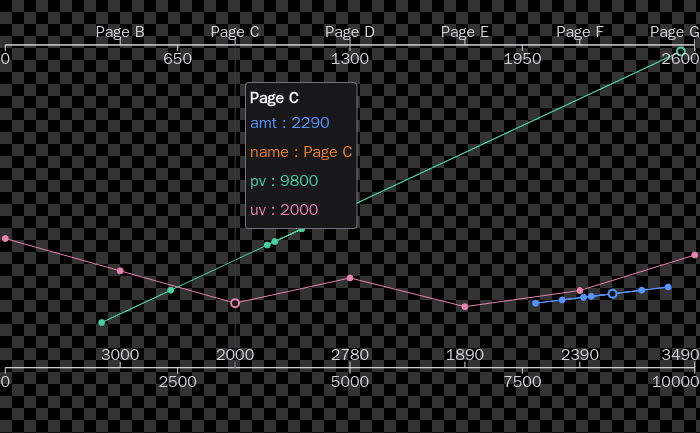 Page B Page C Page D Page E Page F Page G
0 650 1300 1950 2600
Page C
amt : 2290
name : Page C
pv : 9800
uv : 2000
3000 2000 2780 1890 2390 3490
0 2500 5000 7500 10000